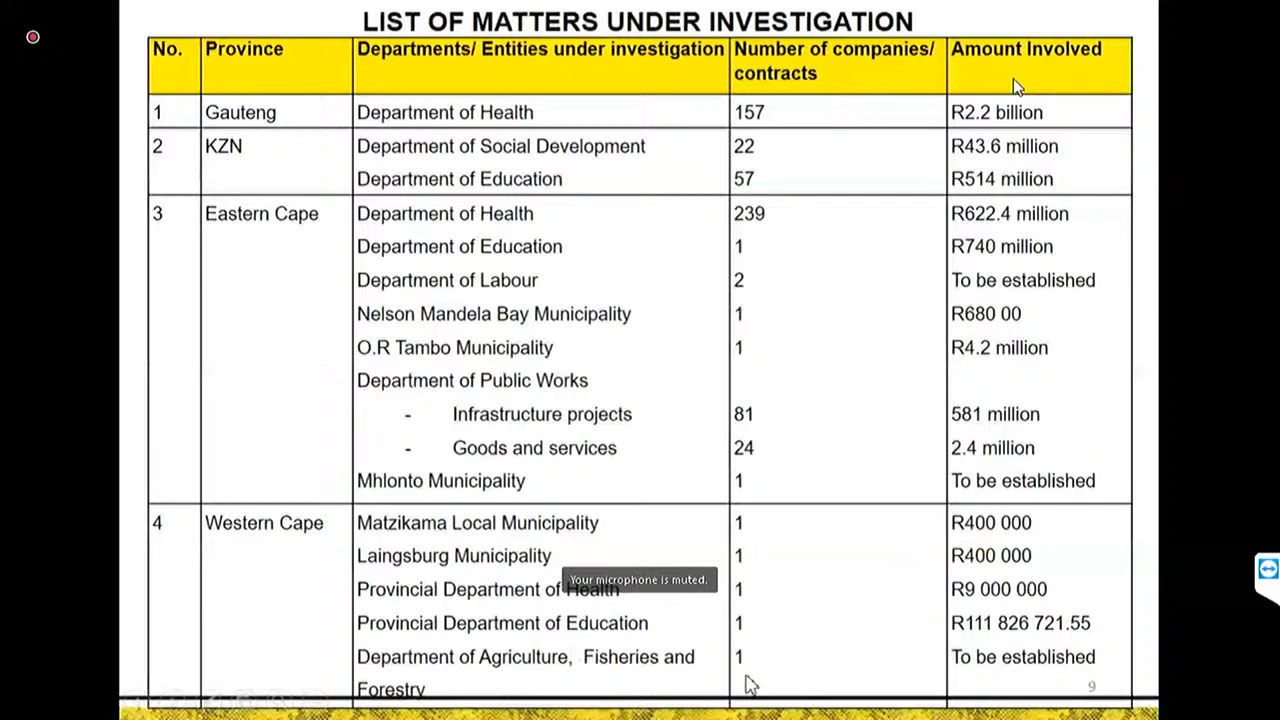 LIST OF MATTERS UNDER INVESTIGATION
No. Province Departments/ Entities under investigation Number of companies/ contracts Amount Involved
1 Gauteng Department of Health 157 R2.2 billion
2 KZN Department of Social Development 22 R43.6 million
Department of Education 57 R514 million
3 Eastern Cape Department of Health 239 R622.4 million
Department of Education 1 R740 million
Department of Labour 2 To be established
Nelson Mandela Bay Municipality 1 R680 00
O.R Tambo Municipality 1 R4.2 million
Department of Public Works
- Infrastructure projects 81 581 million
- Goods and services 24 2.4 million
Mhlonto Municipality 1 To be established
4 Western Cape Matzikama Local Municipality 1 R400 000
Laingsburg Municipality 1 R400 000
Your microphone is muted.
Provincial Department of Health 1 R9 000 000
Provincial Department of Education 1 R111 826 721.55
Department of Agriculture, Fisheries and 1 To be established
Forestry
9